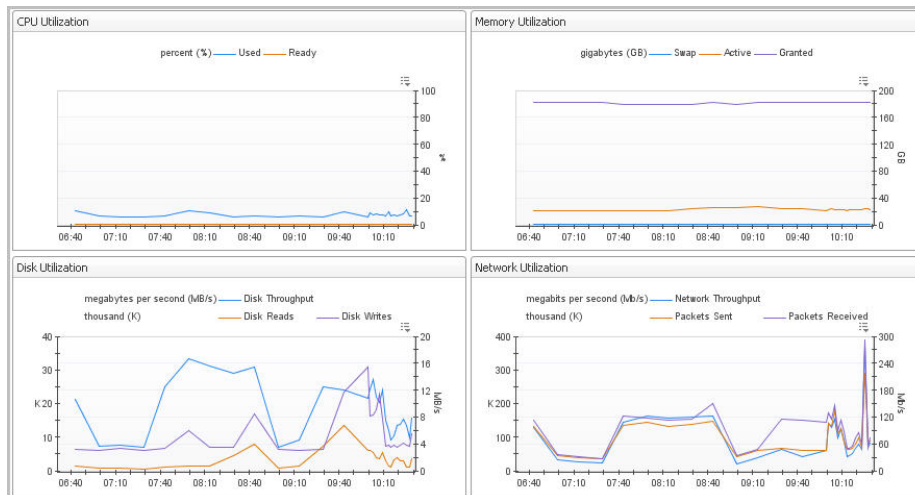 CPU Utilization
percent (%) Used Ready
100
80
60
40
20
0
%
06:40 07:10 07:40 08:10 08:40 09:10 09:40 10:10
Memory Utilization
gigabytes (GB) Swap Active Granted
200
160
120
80
40
0
GB
06:40 07:10 07:40 08:10 08:40 09:10 09:40 10:10
Disk Utilization
megabytes per second (MB/s) Disk Throughput
thousand (K) Disk Reads Disk Writes
40 20
30 16
K 20 12
10 8
0 4
0
MB/s
06:40 07:10 07:40 08:10 08:40 09:10 09:40 10:10
Network Utilization
megabits per second (Mb/s) Network Throughput
thousand (K) Packets Sent Packets Received
400 300
300 240
K 200 180
100 120
0 60
0
Mb/s
06:40 07:10 07:40 08:10 08:40 09:10 09:40 10:10